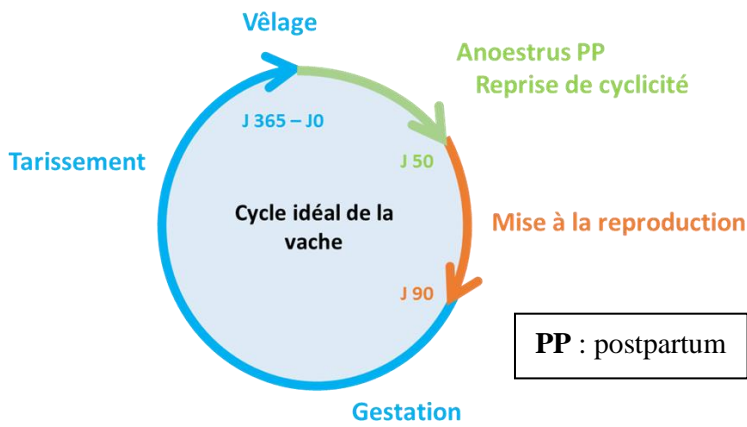 Vêlage
Anoestrus PP
Reprise de cyclicité
J 365 – J0
J 50
Tarissement
Cycle idéal de la
vache
Mise à la reproduction
J 90
PP : postpartum
Gestation